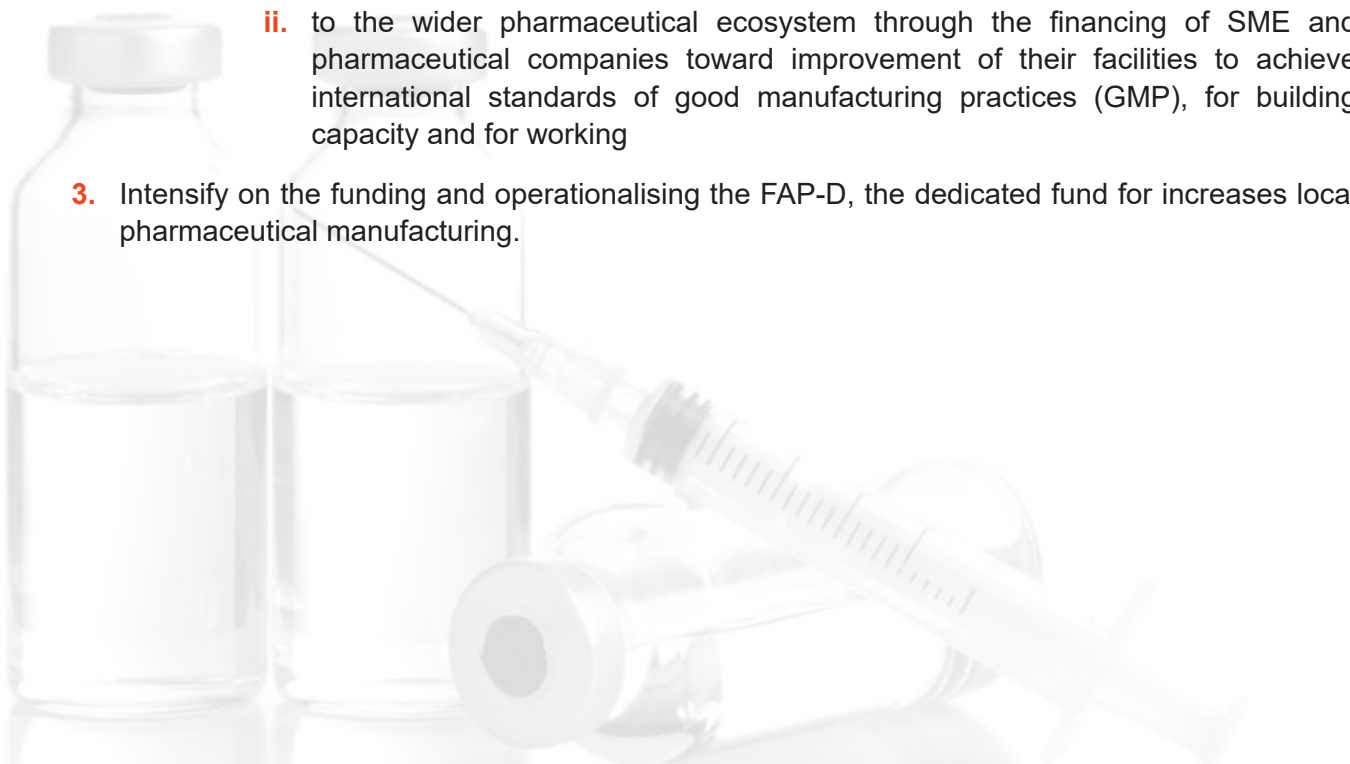 ii. to the wider pharmaceutical ecosystem through the financing of SME and
pharmaceutical companies toward improvement of their facilities to achieve
international standards of good manufacturing practices (GMP), for building
capacity and for working
3. Intensify on the funding and operationalising the FAP-D, the dedicated fund for increases local
pharmaceutical manufacturing.